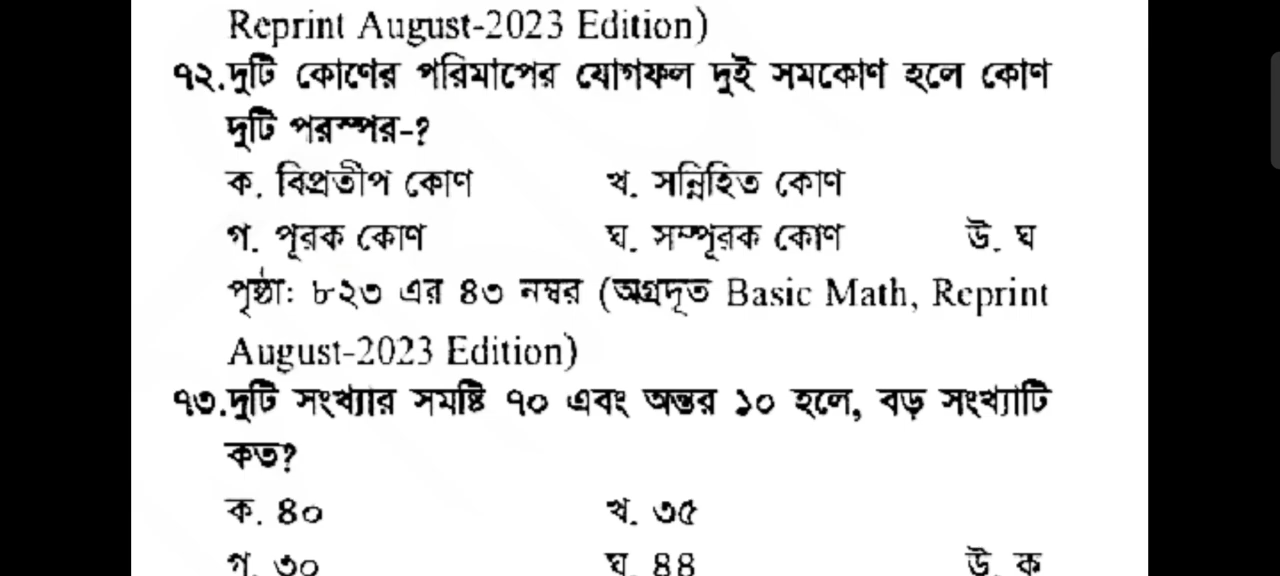 Reprint August-2023 Edition)
৭২.দুটি কোণের পরিমাপের যোগফল দুই সমকোণ হলে কোণ
দুটি পরস্পর-?
ক. বিপ্রতীপ কোণ খ. সন্নিহিত কোণ
গ. পূরক কোণ ঘ. সম্পূরক কোণ উ. ঘ
পৃষ্ঠা: ৮২৩ এর ৪৩ নম্বর (অগ্রদূত Basic Math, Reprint
August-2023 Edition)
৭৩.দুটি সংখ্যার সমষ্টি ৭০ এবং অন্তর ১০ হলে, বড় সংখ্যাটি
কত?
ক. ৪০ খ. ৩৫
গ. ৩০ ঘ. ৪৪ উ. ক